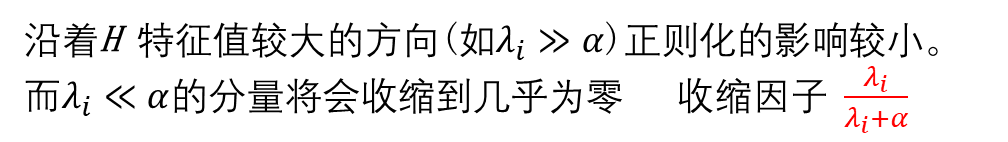 沿着𝐻 特征值较大的方向(如𝜆ᵢ ≫ 𝛼)正则化的影响较小。
而𝜆ᵢ ≪ 𝛼的分量将会收缩到几乎为零 收缩因子 𝜆ᵢ/(𝜆ᵢ+𝛼)